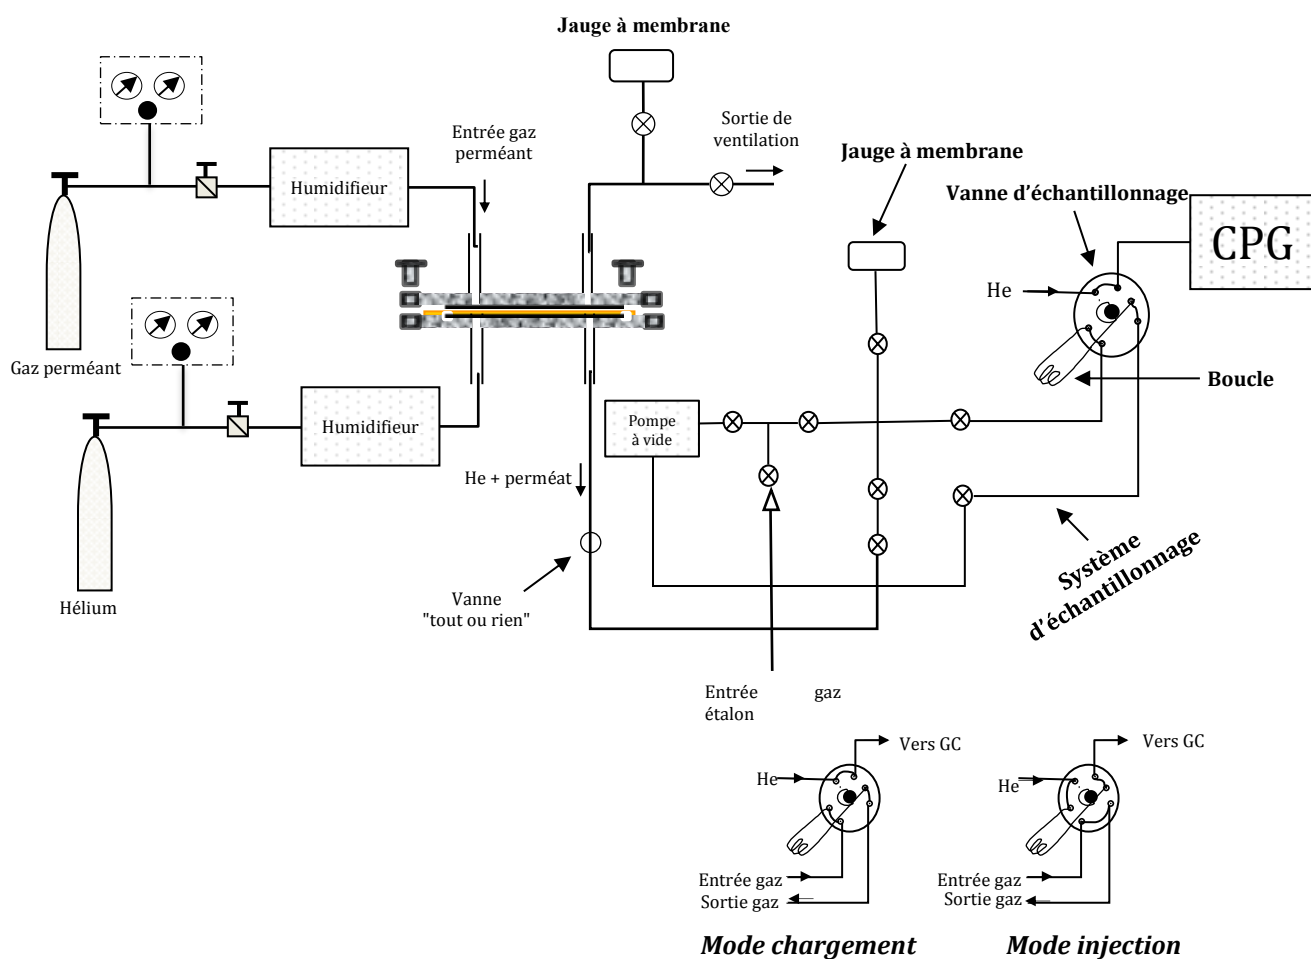 Jauge à membrane
Entrée gaz
perméant
Sortie de
ventilation
Jauge à membrane
Vanne d'échantillonnage
CPG
Humidifieur
He
Gaz perméant
Boucle
Humidifieur
Pompe
à vide
He + perméat
Système
d'échantillonnage
Hélium
Vanne
"tout ou rien"
Entrée gaz
étalon
Vers GC
Vers GC
He
He
Entrée gaz
Sortie gaz
Entrée gaz
Sortie gaz
Mode chargement
Mode injection